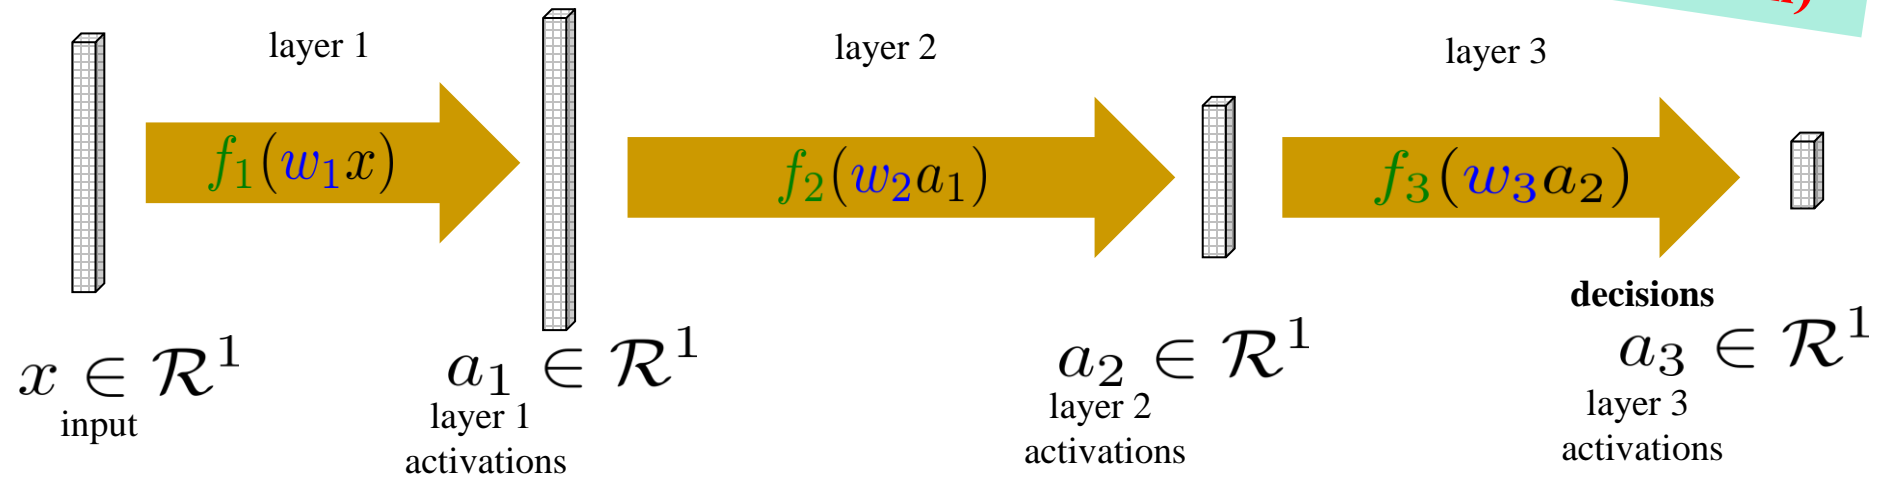 layer 1
layer 2
layer 3
f₁(w₁x)
f₂(w₂a₁)
f₃(w₃a₂)
decisions
x ∈ ℛ¹
a₁ ∈ ℛ¹
a₂ ∈ ℛ¹
a₃ ∈ ℛ¹
input
layer 1
activations
layer 2
activations
layer 3
activations